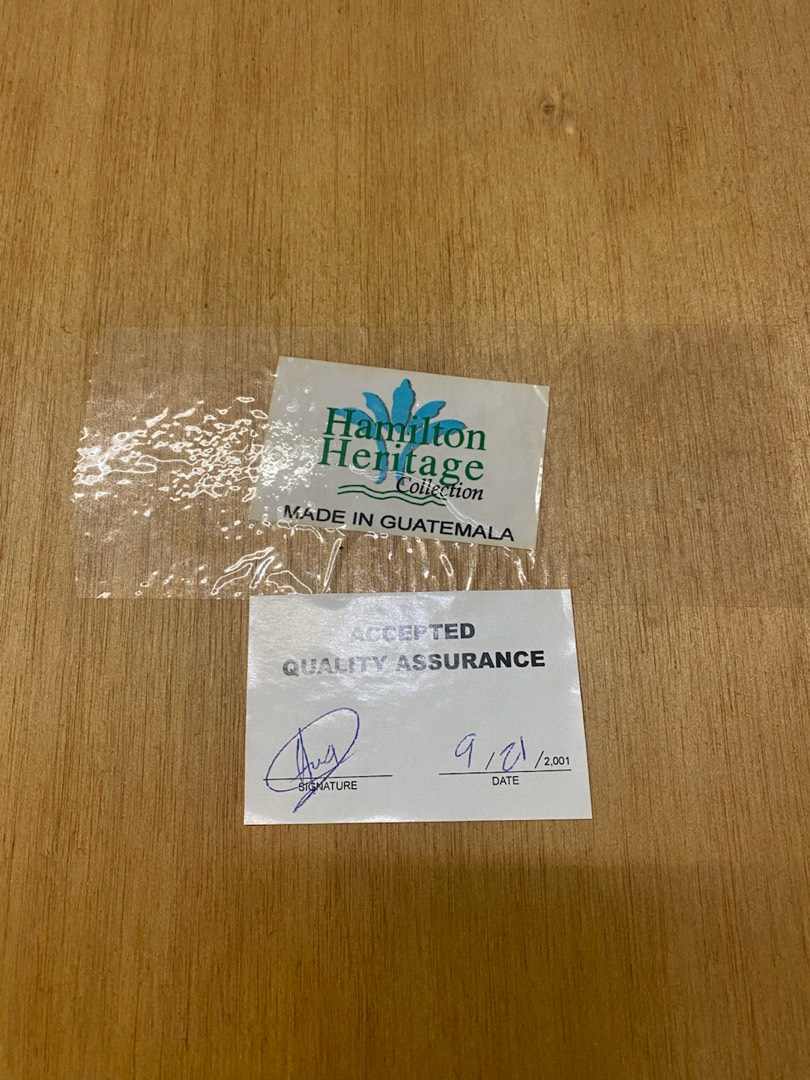 Hamilton
Heritage
Collection
MADE IN GUATEMALA
ACCEPTED
QUALITY ASSURANCE
9/21/2,001
SIGNATURE
DATE